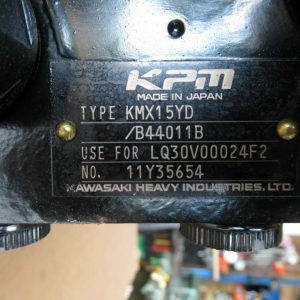 KPM
MADE IN JAPAN
TYPE KMX15YD
/B44011B
USE FOR LQ30V00024F2
NO. 11Y35654
KAWASAKI HEAVY INDUSTRIES, LTD.